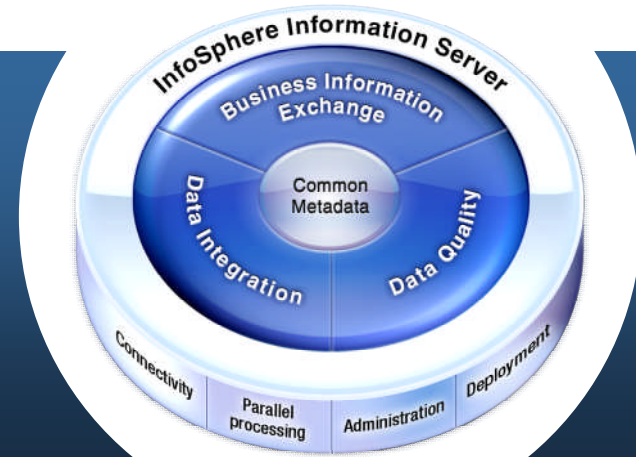 InfoSphere Information Server
Business Information
Exchange
Common
Metadata
Data Integration
Data Quality
Connectivity
Parallel
processing
Administration
Deployment